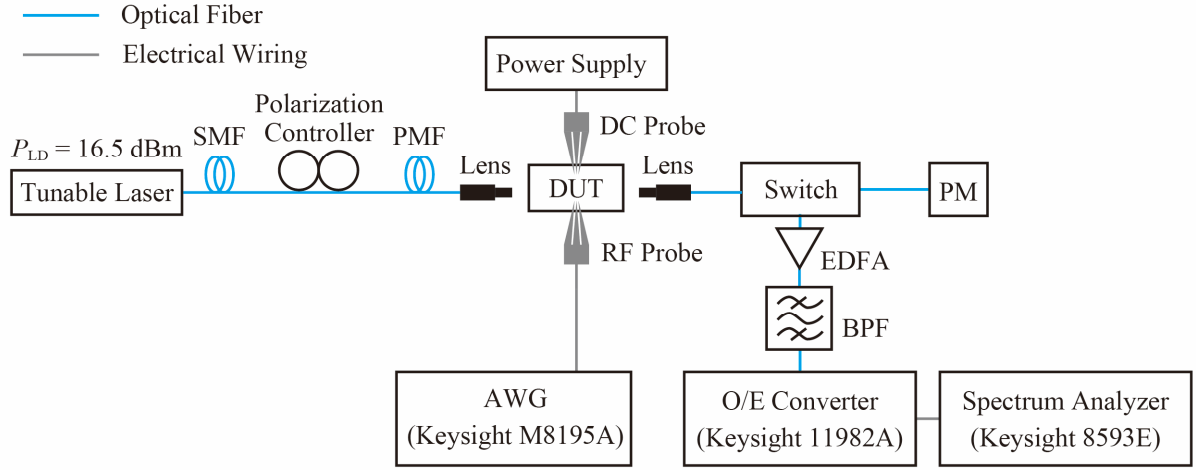 Optical Fiber
Electrical Wiring
Power Supply
Polarization
Controller
SMF
PMF
DC Probe
P_LD = 16.5 dBm
Lens
Lens
Tunable Laser
DUT
Switch
PM
RF Probe
EDFA
BPF
AWG
(Keysight M8195A)
O/E Converter
(Keysight 11982A)
Spectrum Analyzer
(Keysight 8593E)